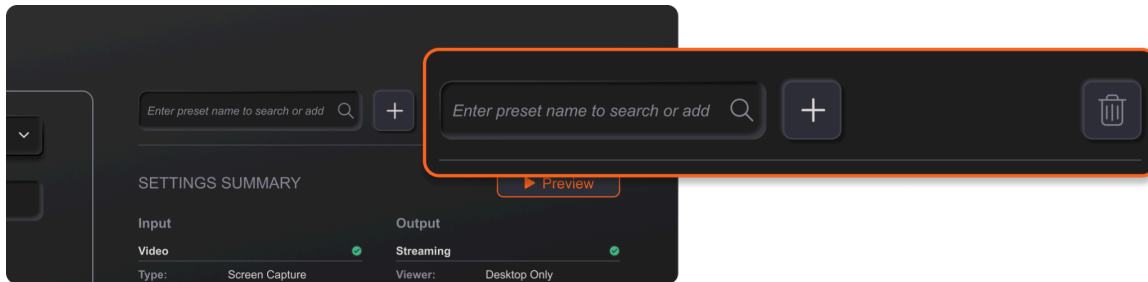 Enter preset name to search or add
Enter preset name to search or add
SETTINGS SUMMARY
Preview
Input
Output
Video
Streaming
Type: Screen Capture
Viewer: Desktop Only